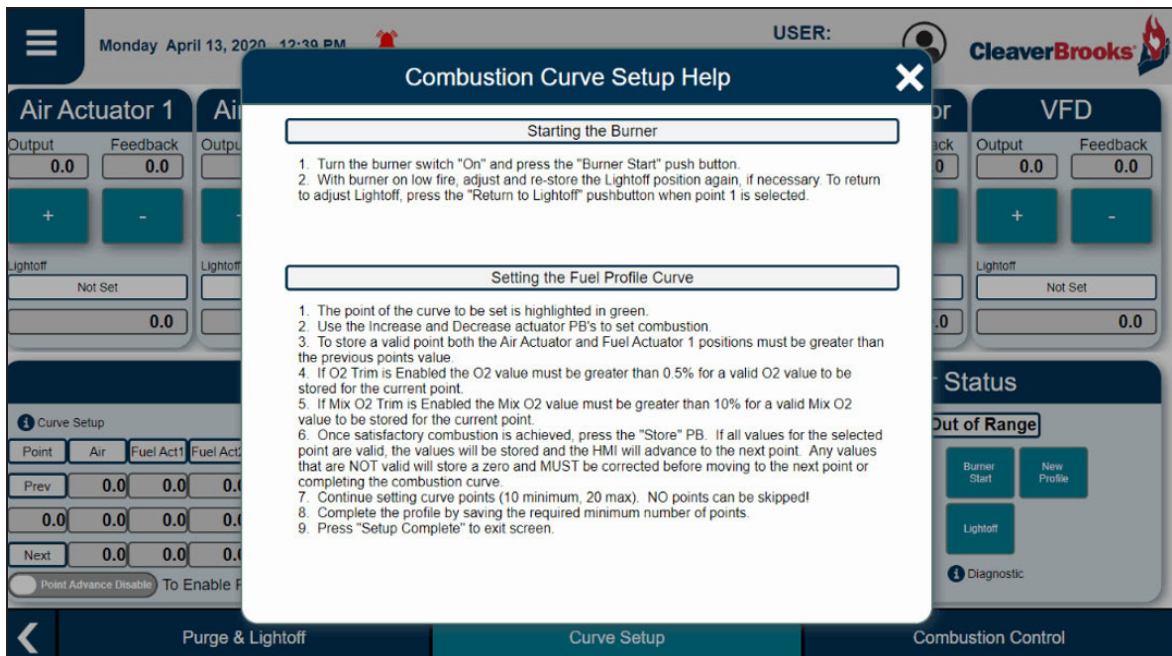 Monday April 13, 2020 12:39 PM
USER:
CleaverBrooks
Combustion Curve Setup Help
Starting the Burner
1. Turn the burner switch "On" and press the "Burner Start" push button.
2. With burner on low fire, adjust and re-store the Lightoff position again, if necessary. To return
to adjust Lightoff, press the "Return to Lightoff" pushbutton when point 1 is selected.
Setting the Fuel Profile Curve
1. The point of the curve to be set is highlighted in green.
2. Use the Increase and Decrease actuator PB's to set combustion.
3. To store a valid point both the Air Actuator and Fuel Actuator 1 positions must be greater than
the previous points value.
4. If O2 Trim is Enabled the O2 value must be greater than 0.5% for a valid O2 value to be
stored for the current point.
5. If Mix O2 Trim is Enabled the Mix O2 value must be greater than 10% for a valid Mix O2
value to be stored for the current point.
6. Once satisfactory combustion is achieved, press the "Store" PB. If all values for the selected
point are valid, the values will be stored and the HMI will advance to the next point. Any values
that are NOT valid will store a zero and MUST be corrected before moving to the next point or
completing the combustion curve.
7. Continue setting curve points (10 minimum, 20 max). NO points can be skipped!
8. Complete the profile by saving the required minimum number of points.
9. Press "Setup Complete" to exit screen.
Air Actuator 1
Output Feedback
0.0 0.0
+ -
Lightoff
Not Set
0.0
VFD
Output Feedback
0.0 0.0
+ -
Lightoff
Not Set
0.0
Lightoff
Curve Setup
Point Air Fuel Act1 Fuel Act2
Prev 0.0 0.0
0.0 0.0 0.0
Next 0.0 0.0
Point Advance Disable To Enable
Status
Out of Range
Burner
Start
New
Profile
Lightoff
Diagnostic
Purge & Lightoff
Curve Setup
Combustion Control